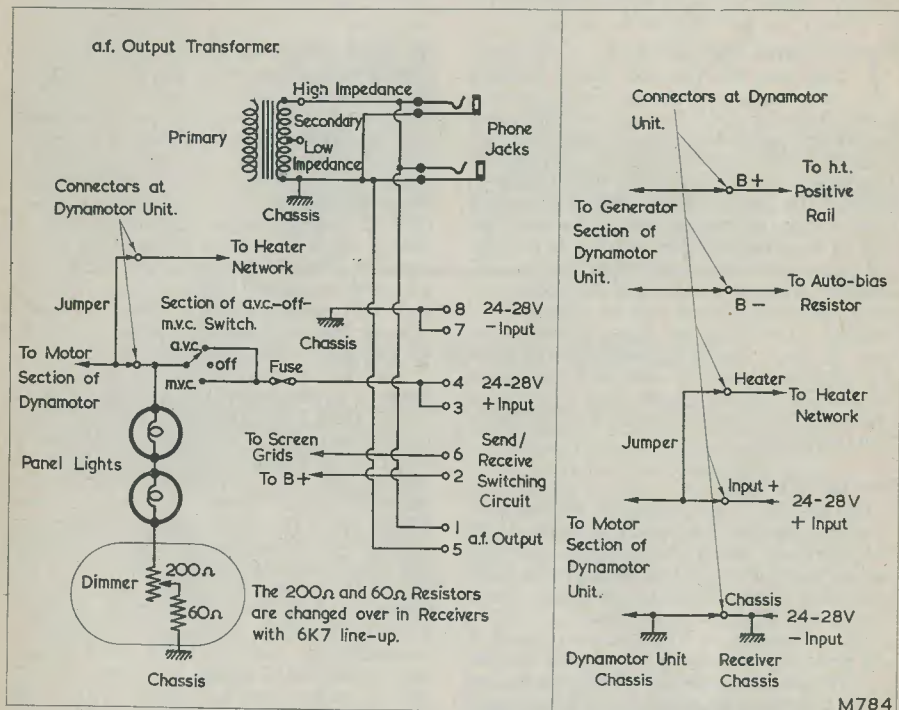 a.f. Output Transformer.
High Impedance
Secondary
Primary
Low
Impedance
Phone
Jacks
Chassis
Connectors at
Dynamotor Unit.
To Heater
Network
Jumper
Section of a.v.c.-off-
m.v.c. Switch.
a.v.c.
off
m.v.c.
Fuse
To Motor
Section of
Dynamotor
Chassis
8 24-28V
7 - Input
4 24-28V
3 + Input
To Screen
Grids
6 Send/
Receive
To B+
2 Switching
Circuit
1
a.f. Output
5
Panel Lights
Dimmer
200Ω
60Ω
Chassis
The 200Ω and 60Ω Resistors
are changed over in Receivers
with 6K7 line-up.
Connectors at Dynamotor
Unit.
B+
To h.t.
Positive
Rail
To Generator
Section of
Dynamotor
Unit.
B-
To Auto-bias
Resistor
Heater
To Heater
Network
Jumper
Input +
24-28V
+ Input
To Motor
Section of
Dynamotor
Unit.
Chassis
24-28V
- Input
Dynamotor Unit
Chassis
Receiver
Chassis
M784